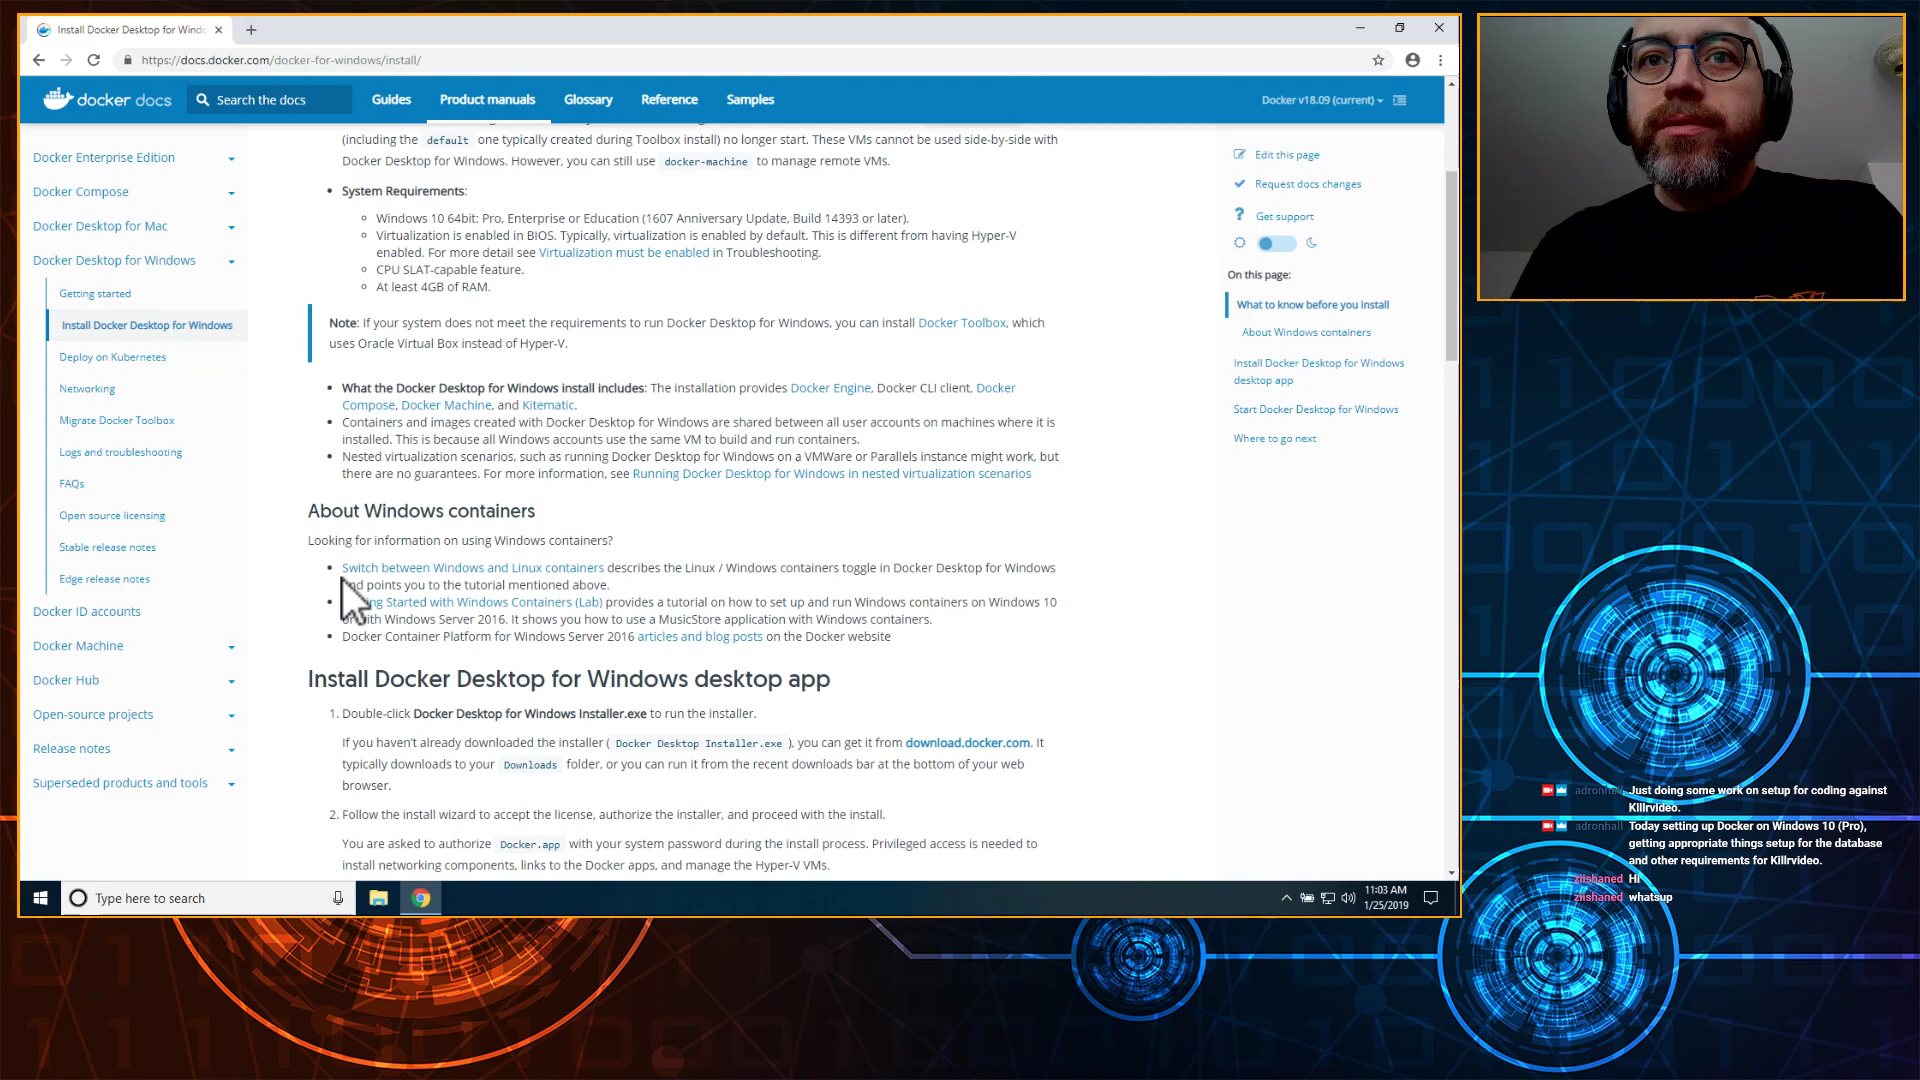 Install Docker Desktop for Windo
https://docs.docker.com/docker-for-windows/install/
docker docs
Search the docs
Guides
Product manuals
Glossary
Reference
Samples
Docker v18.09 (current)
Docker Enterprise Edition
Docker Compose
Docker Desktop for Mac
Docker Desktop for Windows
Getting started
Install Docker Desktop for Windows
Deploy on Kubernetes
Networking
Migrate Docker Toolbox
Logs and troubleshooting
FAQs
Open source licensing
Stable release notes
Edge release notes
Docker ID accounts
Docker Machine
Docker Hub
Open-source projects
Release notes
Superseded products and tools
(including the default one typically created during Toolbox install) no longer start. These VMs cannot be used side-by-side with
Docker Desktop for Windows. However, you can still use docker-machine to manage remote VMs.
System Requirements:
Windows 10 64bit: Pro, Enterprise or Education (1607 Anniversary Update, Build 14393 or later).
Virtualization is enabled in BIOS. Typically, virtualization is enabled by default. This is different from having Hyper-V
enabled. For more detail see Virtualization must be enabled in Troubleshooting.
CPU SLAT-capable feature.
At least 4GB of RAM.
Note: If your system does not meet the requirements to run Docker Desktop for Windows, you can install Docker Toolbox, which
uses Oracle Virtual Box instead of Hyper-V.
What the Docker Desktop for Windows install includes: The installation provides Docker Engine, Docker CLI client, Docker
Compose, Docker Machine, and Kitematic.
Containers and images created with Docker Desktop for Windows are shared between all user accounts on machines where it is
installed. This is because all Windows accounts use the same VM to build and run containers.
Nested virtualization scenarios, such as running Docker Desktop for Windows on a VMWare or Parallels instance might work, but
there are no guarantees. For more information, see Running Docker Desktop for Windows in nested virtualization scenarios
About Windows containers
Looking for information on using Windows containers?
Switch between Windows and Linux containers describes the Linux / Windows containers toggle in Docker Desktop for Windows
nd points you to the tutorial mentioned above.
ng Started with Windows Containers (Lab) provides a tutorial on how to set up and run Windows containers on Windows 10
with Windows Server 2016. It shows you how to use a MusicStore application with Windows containers.
Docker Container Platform for Windows Server 2016 articles and blog posts on the Docker website
Install Docker Desktop for Windows desktop app
1. Double-click Docker Desktop for Windows Installer.exe to run the installer.
If you haven't already downloaded the installer ( Docker Desktop Installer.exe ), you can get it from download.docker.com. It
typically downloads to your Downloads folder, or you can run it from the recent downloads bar at the bottom of your web
browser.
2. Follow the install wizard to accept the license, authorize the installer, and proceed with the install.
You are asked to authorize Docker.app with your system password during the install process. Privileged access is needed to
install networking components, links to the Docker apps, and manage the Hyper-V VMs.
Edit this page
Request docs changes
Get support
On this page:
What to know before you install
About Windows containers
Install Docker Desktop for Windows
desktop app
Start Docker Desktop for Windows
Where to go next
Type here to search
11:03 AM
1/25/2019
adronhall Just doing some work on setup for coding against
Killrvideo.
adronhall Today setting up Docker on Windows 10 (Pro),
getting appropriate things setup for the database
and other requirements for Killrvideo.
ziishaned Hi
ziishaned whatsup